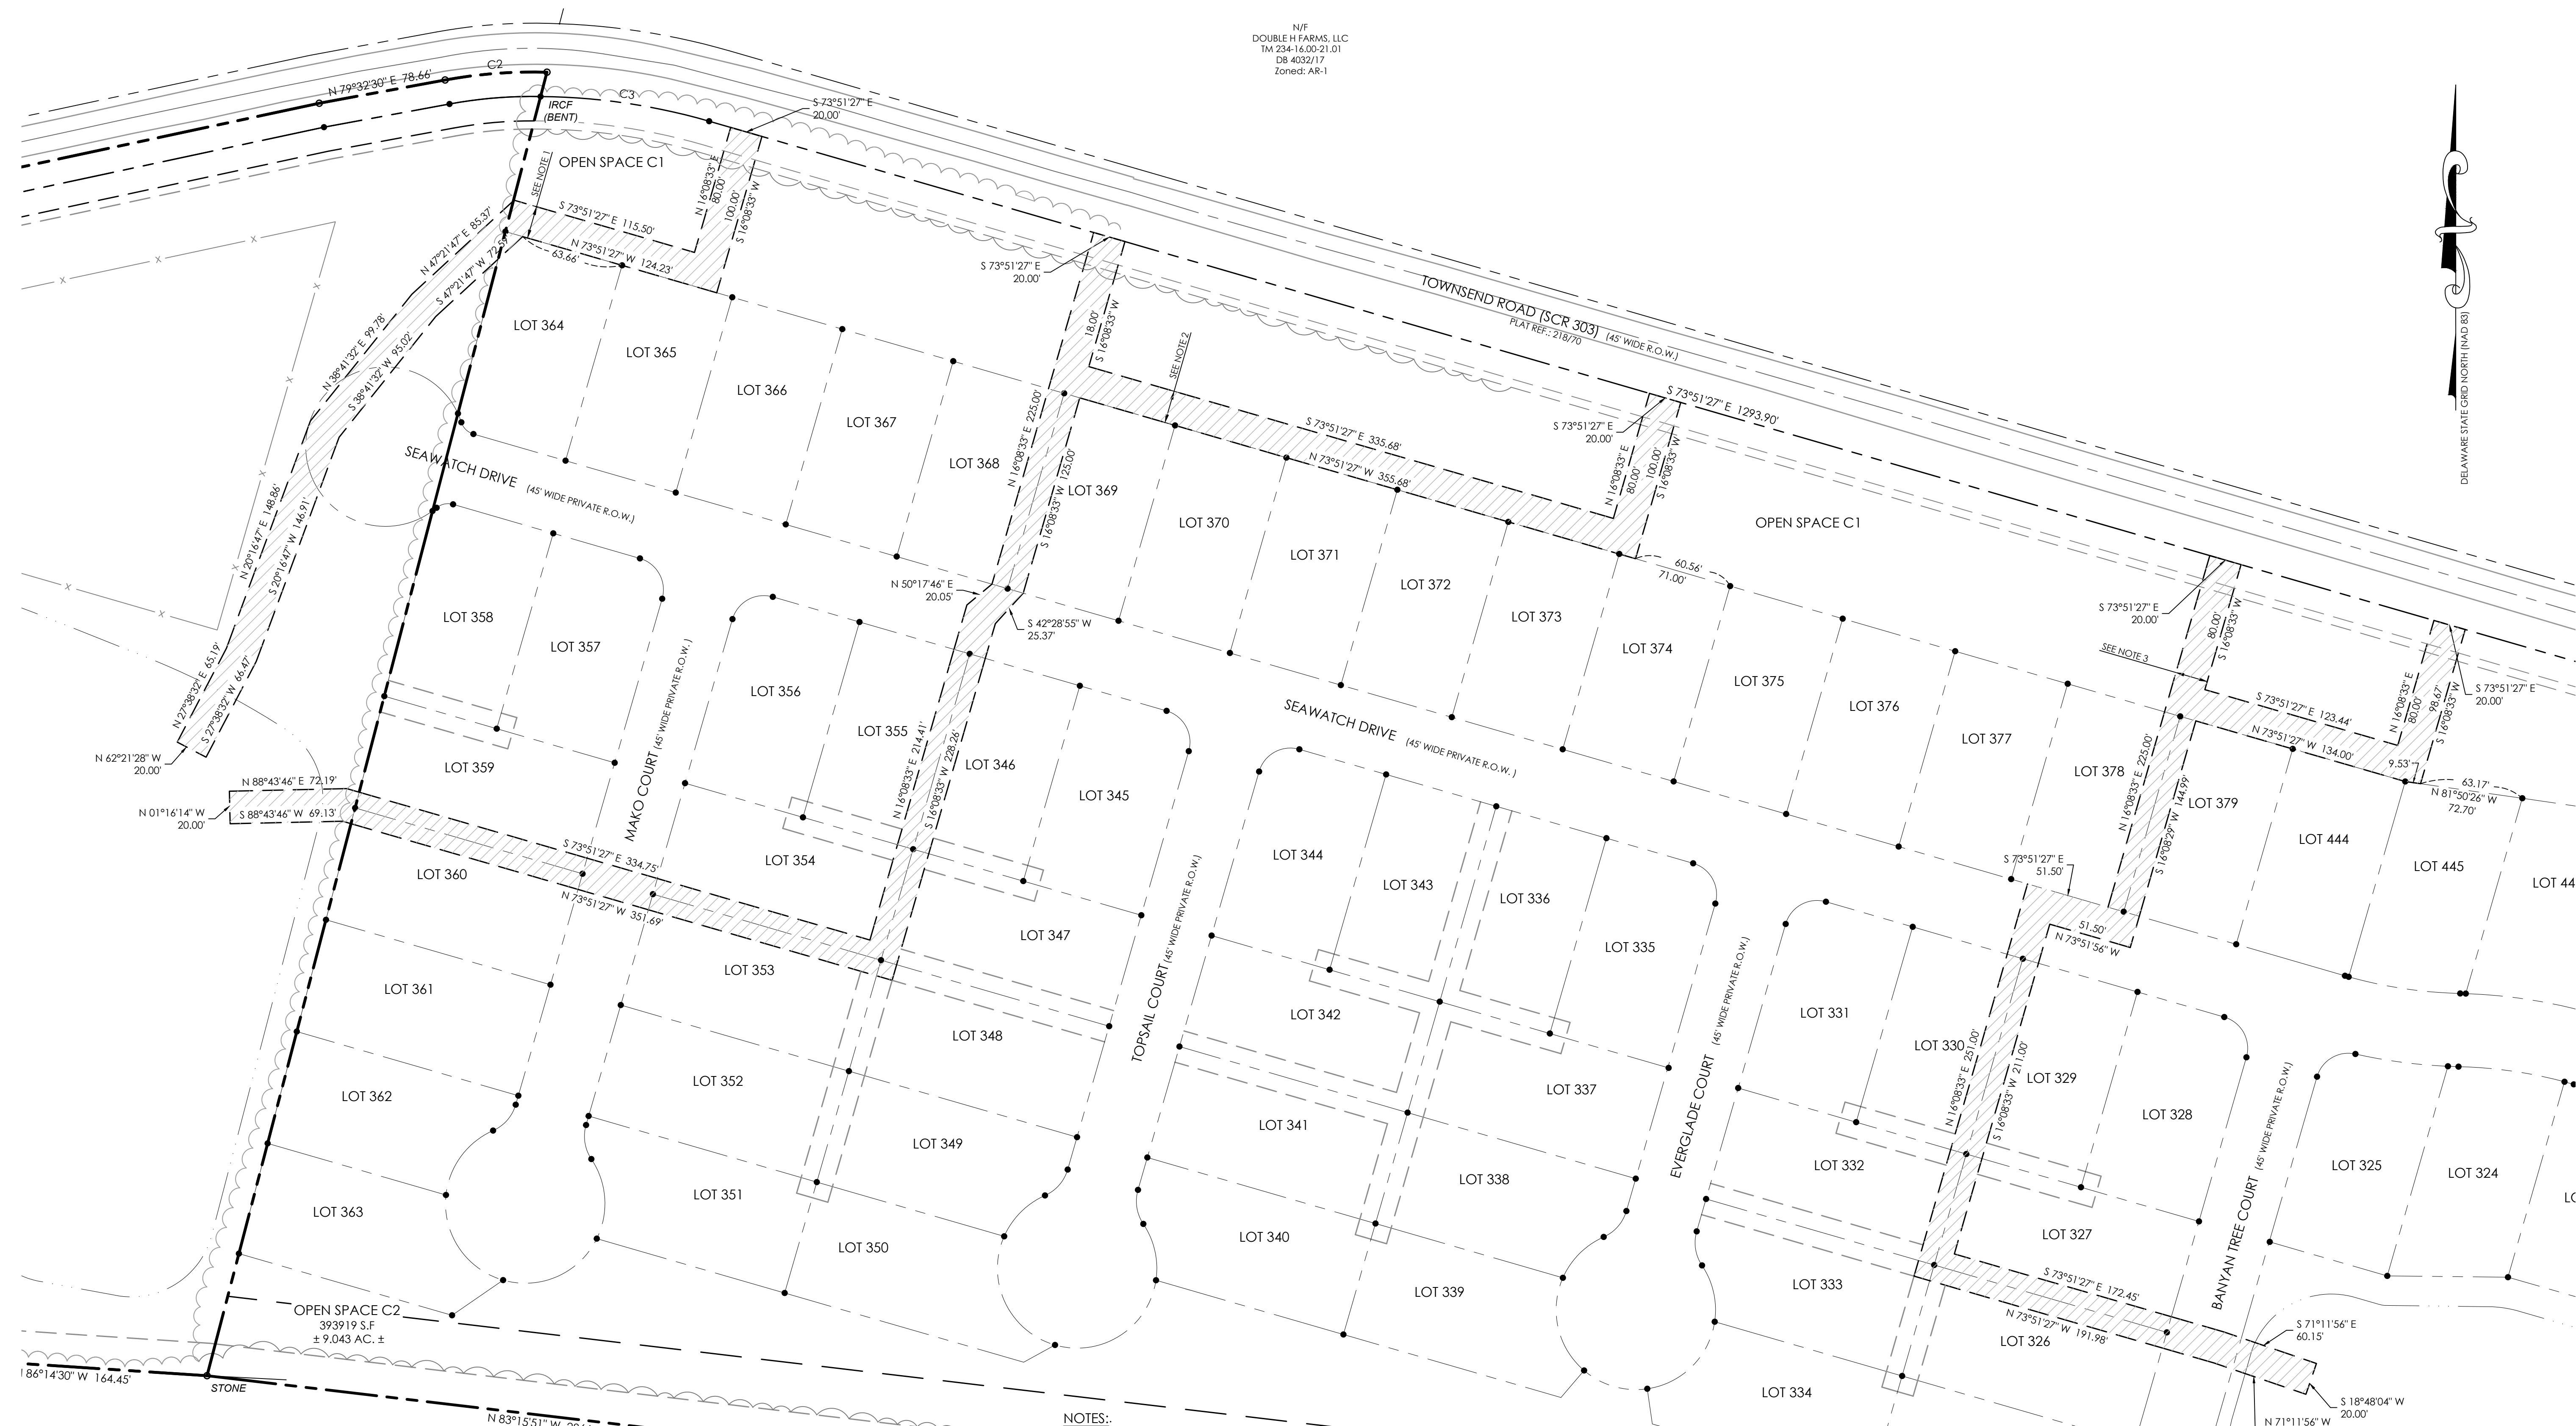 N/F
DOUBLE H FARMS, LLC
TM 234-16.00-21.01
DB 4032/17
Zoned: AR-1
N 79°32'30" E 78.66'
C2
C3
IRCF
(BENT)
S 73°51'27" E
20.00'
OPEN SPACE C1
SEE NOTE 1
N 16°08'33" E
80.00'
100.00'
S 16°08'33" W
S 73°51'27" E 115.50'
N 73°51'27" W 124.23'
63.66'
N 47°21'47" E 85.37'
S 47°21'47" W 72.59'
N 38°41'32" E 99.78'
S 38°41'32" W 95.02'
N 20°16'47" E 148.86'
S 20°16'47" W 146.91'
N 27°38'32" E 65.19'
S 27°38'32" W 66.47'
N 62°21'28" W
20.00'
N 88°43'46" E 72.19'
N 01°16'14" W
20.00'
S 88°43'46" W 69.13'
S 73°51'27" E
20.00'
18.00'
S 16°08'33" W
SEE NOTE 2
TOWNSEND ROAD (SCR 303) (45' WIDE R.O.W.)
PLAT REF.: 218/70
S 73°51'27" E 1293.90'
DELAWARE STATE GRID NORTH (NAD 83)
LOT 364
LOT 365
LOT 366
LOT 367
LOT 368
N 16°08'33" E 225.00'
S 16°08'33" W 125.00'
LOT 369
LOT 370
LOT 371
LOT 372
LOT 373
LOT 374
LOT 375
LOT 376
LOT 377
LOT 378
LOT 379
LOT 444
LOT 445
LOT 44
S 73°51'27" E 335.68'
N 73°51'27" W 355.68'
S 73°51'27" E
20.00'
N 16°08'33" E
80.00'
100.00'
S 16°08'33" W
OPEN SPACE C1
60.56'
71.00'
S 73°51'27" E
20.00'
80.00'
S 16°08'33" W
SEE NOTE 3
S 73°51'27" E 123.44'
N 73°51'27" W 134.00'
N 16°08'33" E
80.00'
98.67'
S 16°08'33" W
S 73°51'27" E
20.00'
9.53'
63.17'
N 81°50'26" W
72.70'
N 16°08'33" E 225.00'
S 16°08'29" W 144.99'
S 73°51'27" E
51.50'
51.50'
N 73°51'56" W
SEAWATCH DRIVE (45' WIDE PRIVATE R.O.W.)
N 50°17'46" E
20.05'
S 42°28'55" W
25.37'
LOT 358
LOT 357
LOT 359
MAKO COURT (45' WIDE PRIVATE R.O.W.)
LOT 356
LOT 355
LOT 354
N 16°08'33" E 214.41'
S 16°08'33" W 228.26'
LOT 346
LOT 345
LOT 347
SEAWATCH DRIVE (45' WIDE PRIVATE R.O.W.)
S 73°51'27" E 334.75'
N 73°51'27" W 351.69'
LOT 360
LOT 361
LOT 362
LOT 363
LOT 353
LOT 352
LOT 351
LOT 348
LOT 349
LOT 350
TOPSAIL COURT (45' WIDE PRIVATE R.O.W.)
LOT 344
LOT 343
LOT 336
LOT 335
LOT 342
LOT 341
LOT 340
LOT 337
LOT 338
LOT 339
EVERGLADE COURT (45' WIDE PRIVATE R.O.W.)
LOT 331
LOT 330
LOT 329
LOT 328
N 16°08'33" E 251.00'
S 16°08'33" W 211.00'
LOT 332
LOT 333
LOT 334
LOT 327
LOT 326
S 73°51'27" E 172.45'
N 73°51'27" W 191.98'
BANYAN TREE COURT (45' WIDE PRIVATE R.O.W.)
LOT 325
LOT 324
S 71°11'56" E
60.15'
S 18°48'04" W
20.00'
N 71°11'56" W
OPEN SPACE C2
393919 S.F
± 9.043 AC. ±
86°14'30" W 164.45'
STONE
N 83°15'51" W
NOTES: